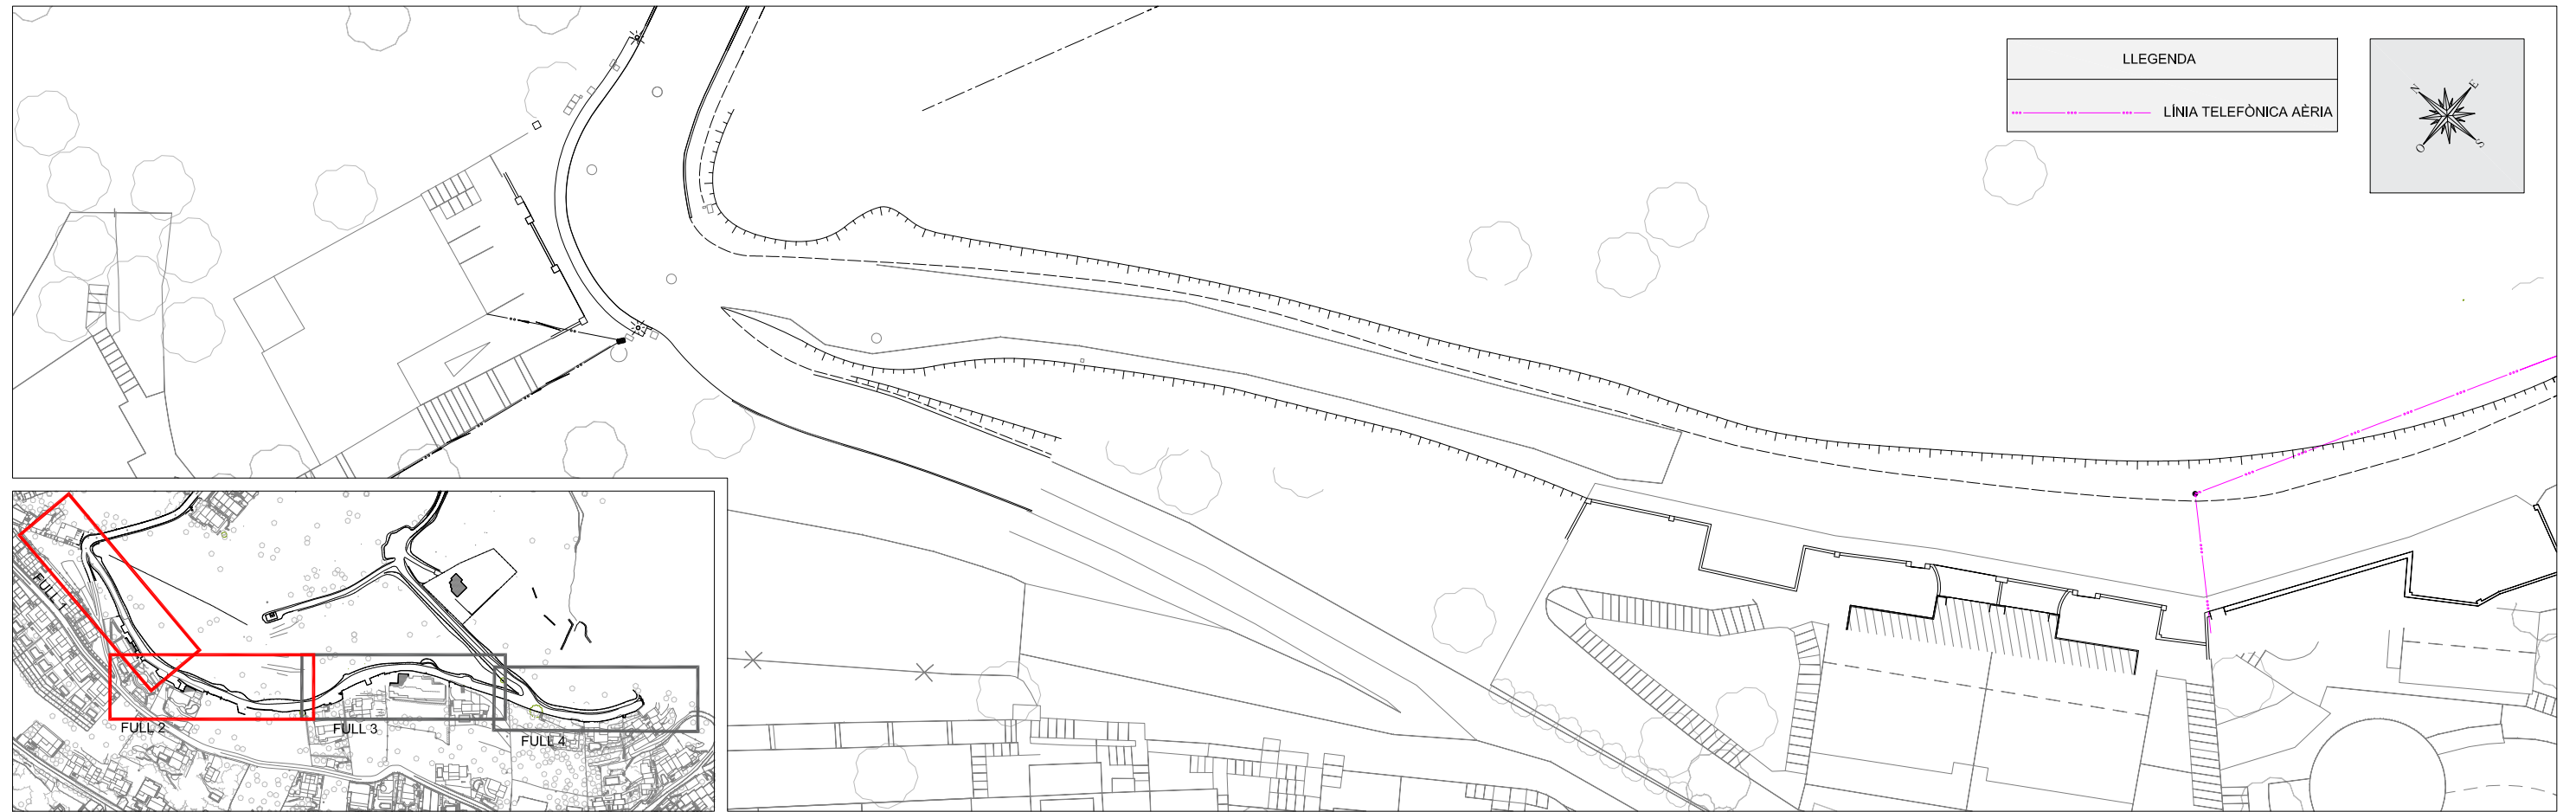 LLEGENDA
LÍNIA TELEFÒNICA AÈRIA
N
E
O
S
FULL 1
FULL 2
FULL 3
FULL 4